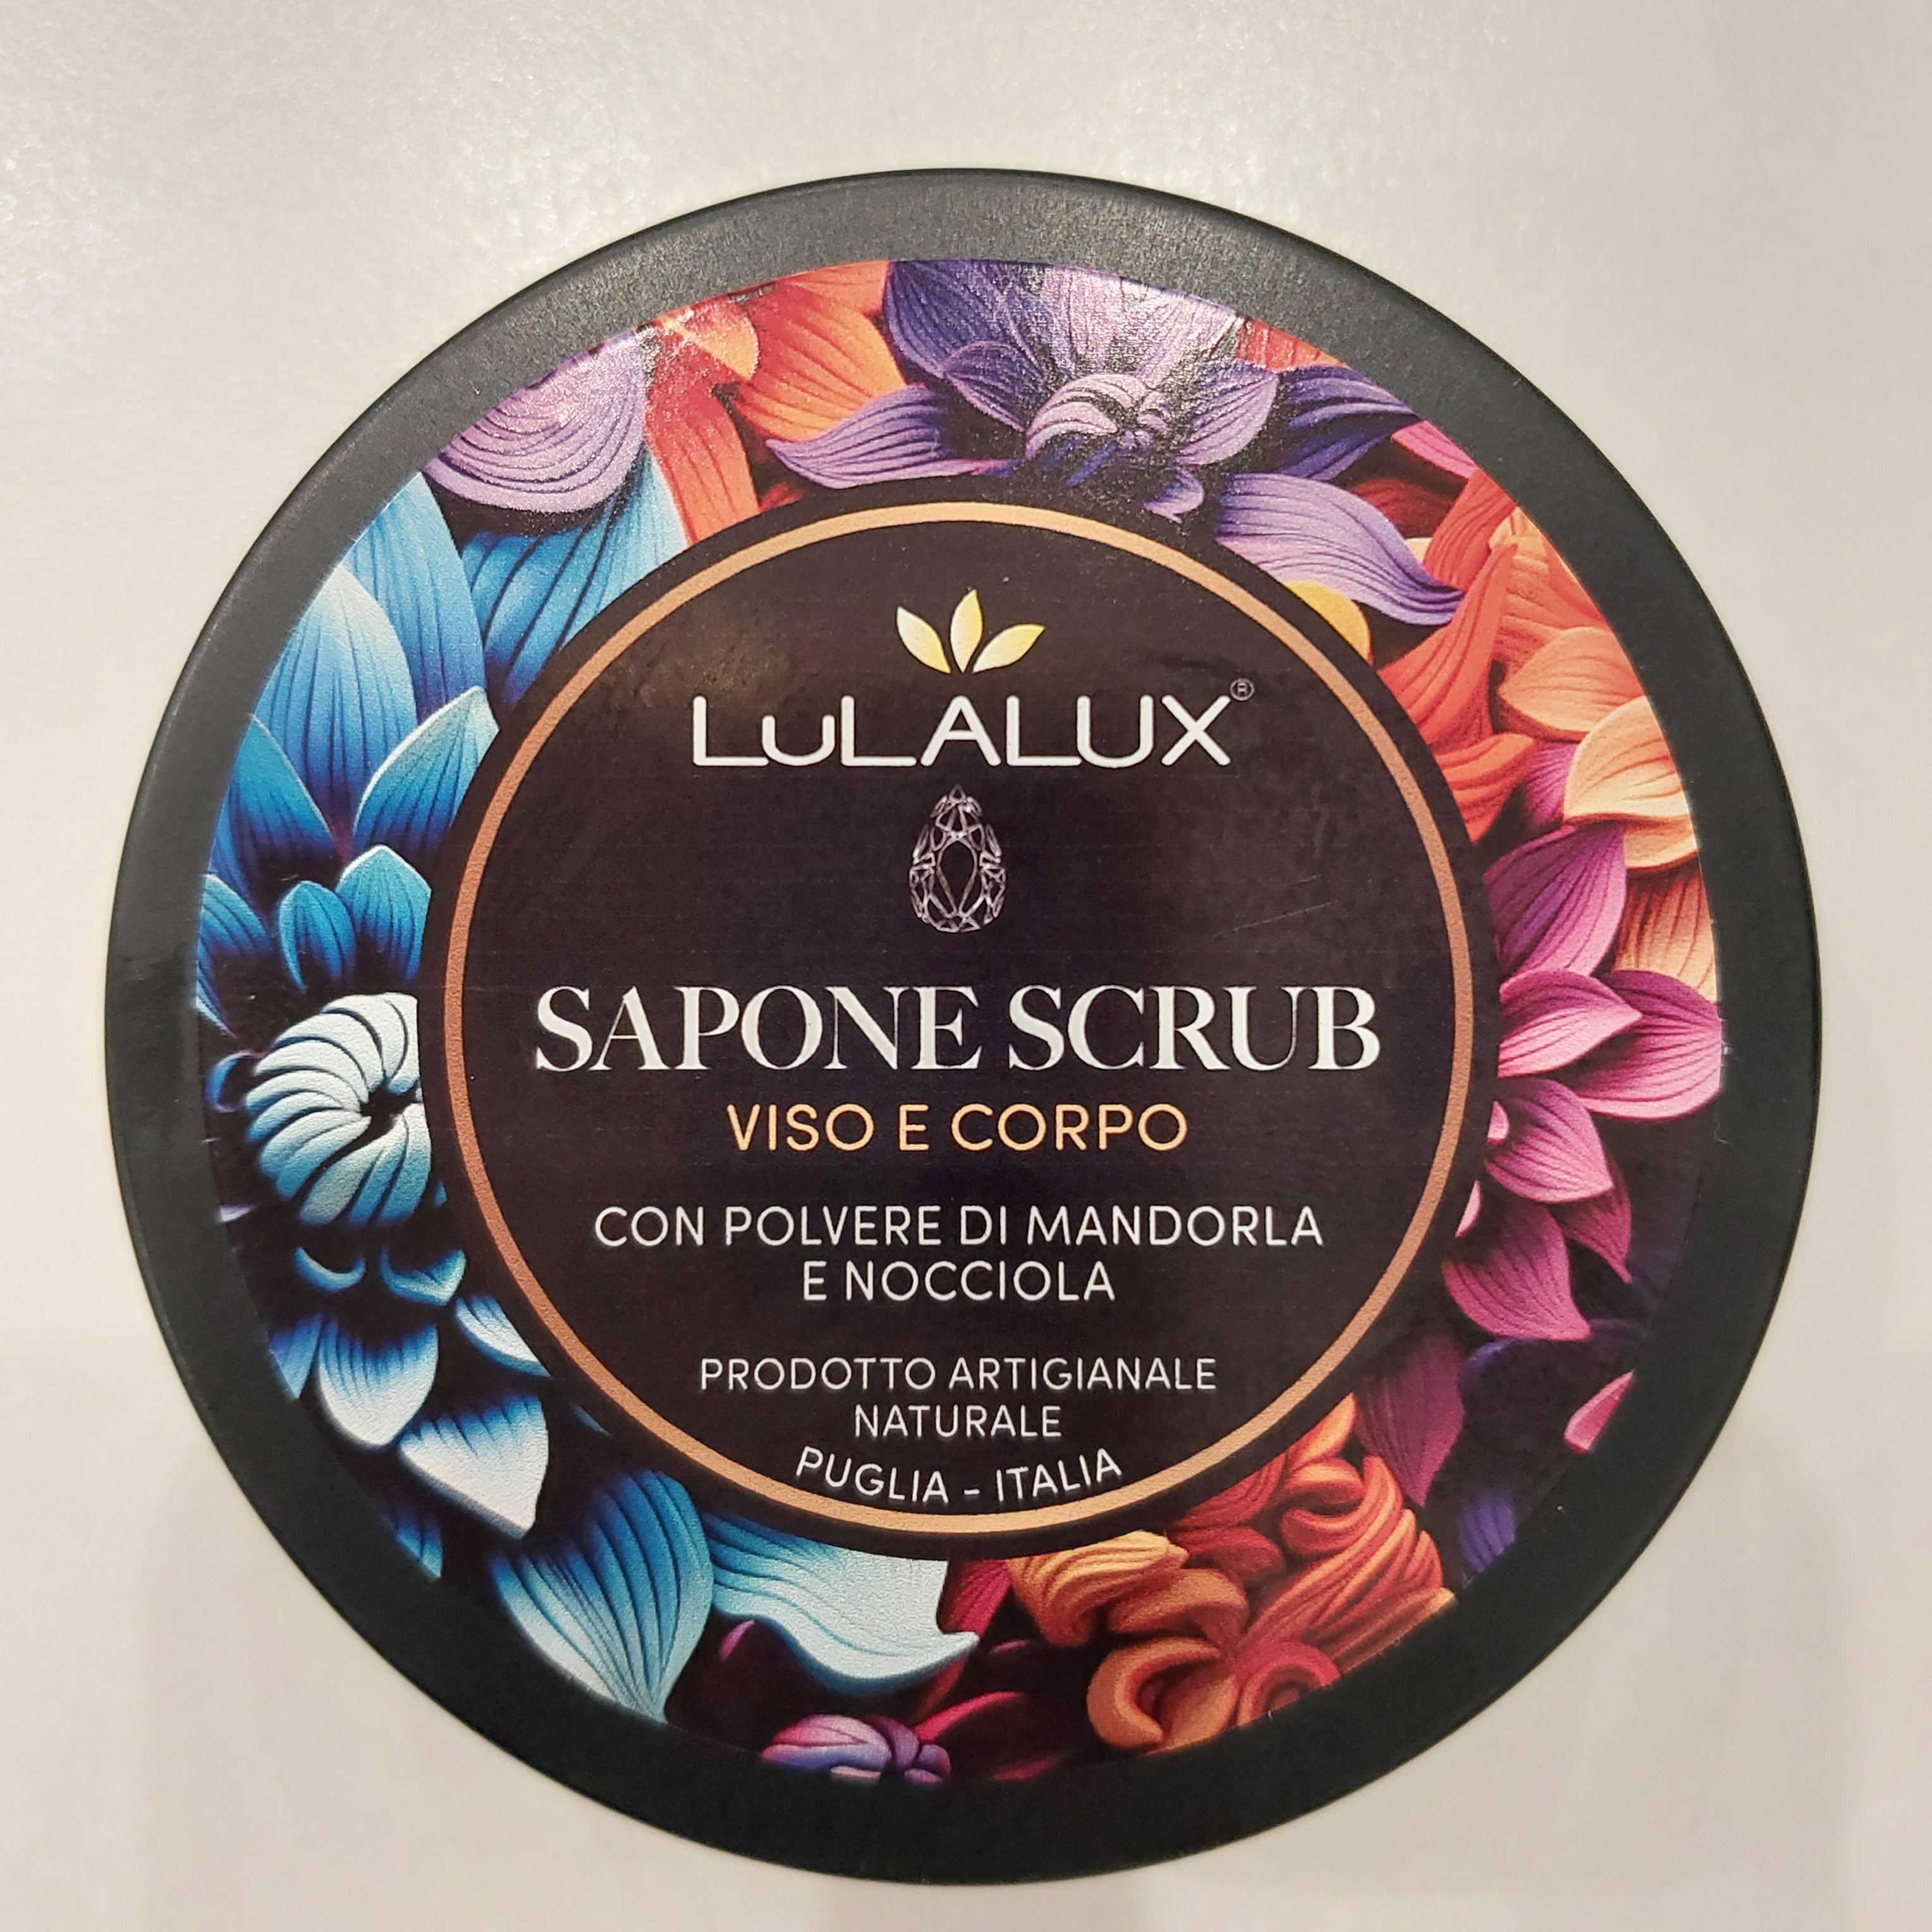 LULALUX®
SAPONE SCRUB
VISO E CORPO
CON POLVERE DI MANDORLA
E NOCCIOLA
PRODOTTO ARTIGIANALE
NATURALE
PUGLIA - ITALIA